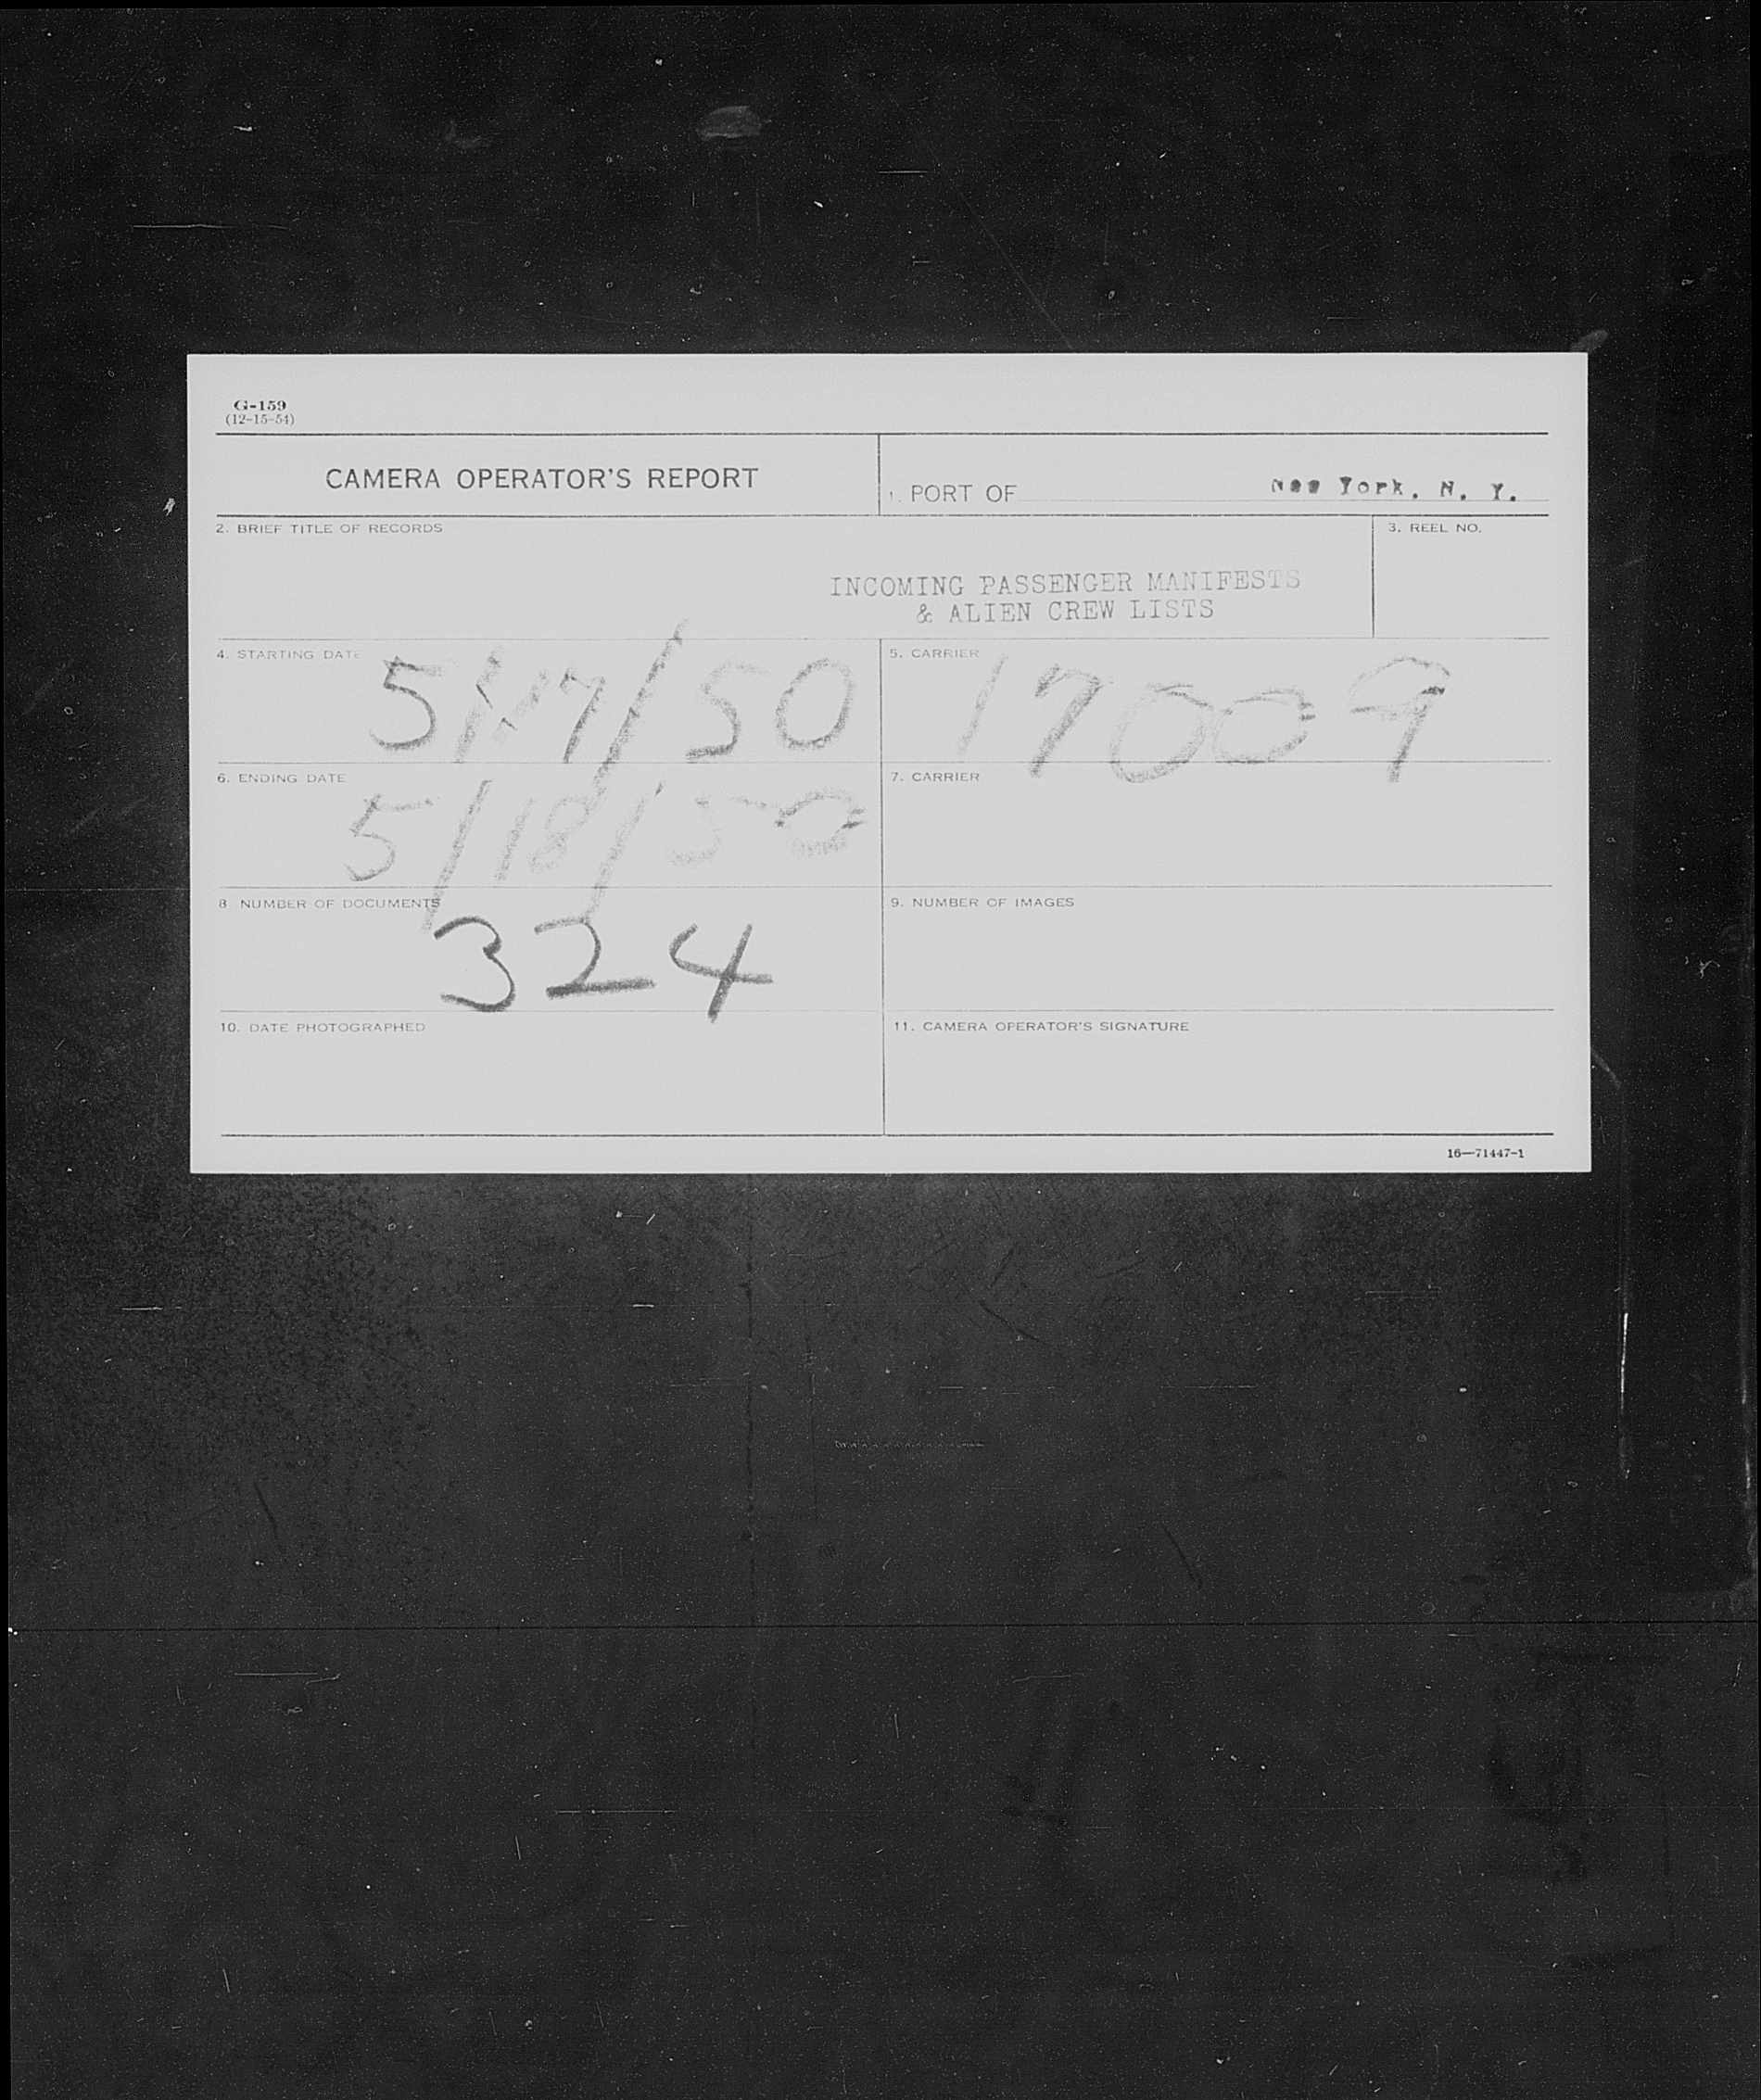 G-159
(12-15-54)
CAMERA OPERATOR'S REPORT
1. PORT OF New York, N. Y.
2. BRIEF TITLE OF RECORDS
INCOMING PASSENGER MANIFESTS
& ALIEN CREW LISTS
3. REEL NO.
4. STARTING DATE 5/17/50
5. CARRIER 17009
6. ENDING DATE 5/18/50
7. CARRIER
8 NUMBER OF DOCUMENTS 324
9. NUMBER OF IMAGES
10. DATE PHOTOGRAPHED
11. CAMERA OPERATOR'S SIGNATURE
16—71447-1